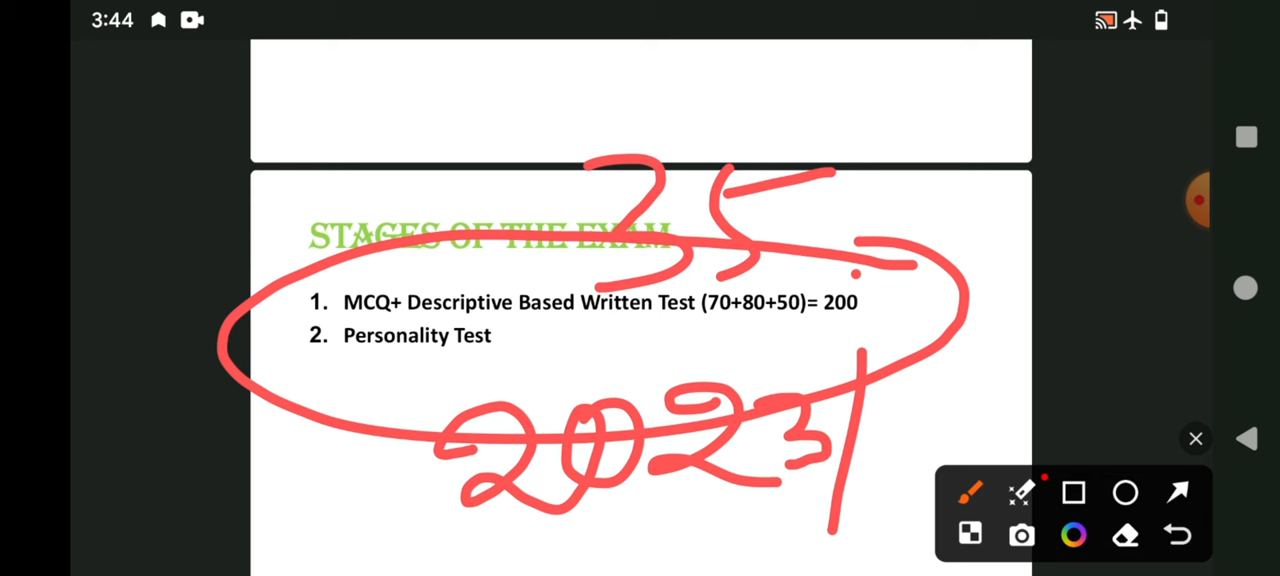 3:44
35
STAGES OF THE EXAM
1. MCQ+ Descriptive Based Written Test (70+80+50)= 200
2. Personality Test
2023/